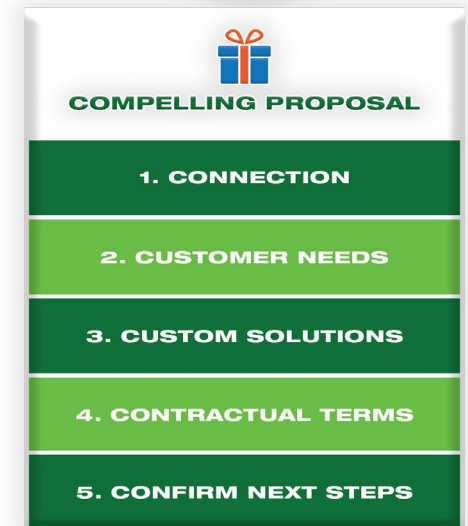 COMPELLING PROPOSAL
1. CONNECTION
2. CUSTOMER NEEDS
3. CUSTOM SOLUTIONS
4. CONTRACTUAL TERMS
5. CONFIRM NEXT STEPS